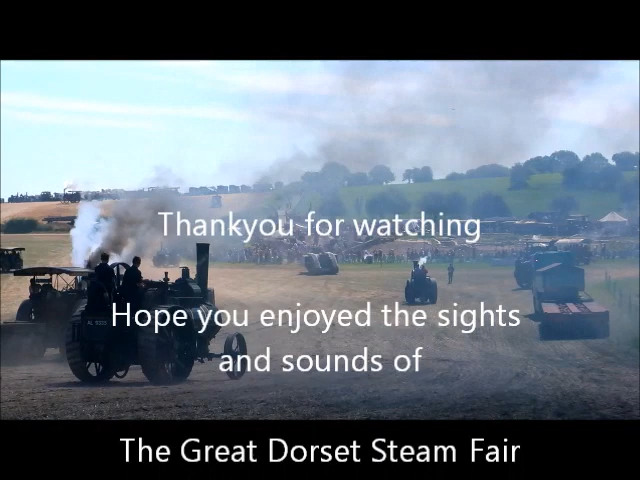 Thankyou for watching
Hope you enjoyed the sights
and sounds of
The Great Dorset Steam Fair